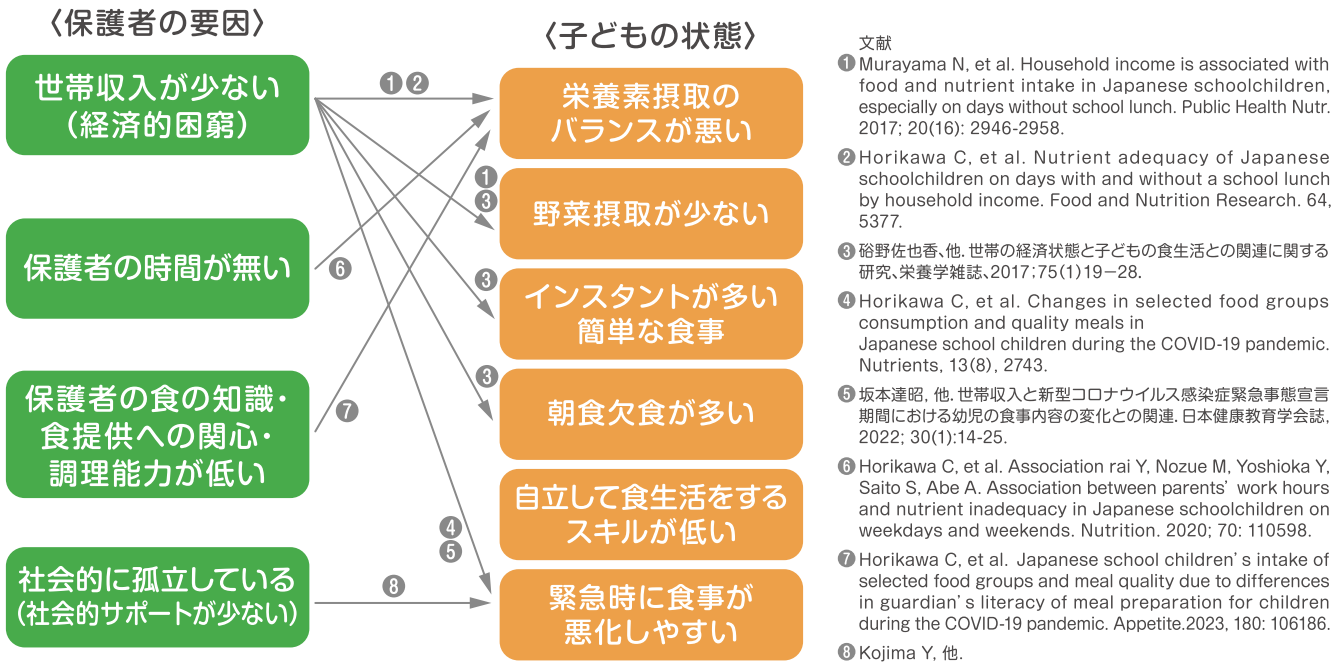 〈保護者の要因〉
世帯収入が少ない
(経済的困窮)
保護者の時間が無い
保護者の食の知識・
食提供への関心・
調理能力が低い
社会的に孤立している
(社会的サポートが少ない)
❶❷
❶
❸
❻
❸
❸
❼
❹
❺
❽
〈子どもの状態〉
栄養素摂取の
バランスが悪い
野菜摂取が少ない
インスタントが多い
簡単な食事
朝食欠食が多い
自立して食生活をする
スキルが低い
緊急時に食事が
悪化しやすい
文献
❶Murayama N, et al. Household income is associated with
food and nutrient intake in Japanese schoolchildren,
especially on days without school lunch. Public Health Nutr.
2017; 20(16): 2946-2958.
❷Horikawa C, et al. Nutrient adequacy of Japanese
schoolchildren on days with and without a school lunch
by household income. Food and Nutrition Research. 64,
5377.
❸硲野佐也香、他. 世帯の経済状態と子どもの食生活との関連に関する
研究、栄養学雑誌、2017;75(1)19−28.
❹Horikawa C, et al. Changes in selected food groups
consumption and quality meals in
Japanese school children during the COVID-19 pandemic.
Nutrients, 13(8), 2743.
❺坂本達昭, 他. 世帯収入と新型コロナウイルス感染症緊急事態宣言
期間における幼児の食事内容の変化との関連. 日本健康教育学会誌,
2022; 30(1):14-25.
❻Horikawa C, et al. Association rai Y, Nozue M, Yoshioka Y,
Saito S, Abe A. Association between parents’ work hours
and nutrient inadequacy in Japanese schoolchildren on
weekdays and weekends. Nutrition. 2020; 70: 110598.
❼Horikawa C, et al. Japanese school children’s intake of
selected food groups and meal quality due to differences
in guardian’s literacy of meal preparation for children
during the COVID-19 pandemic. Appetite.2023, 180: 106186.
❽Kojima Y, 他.